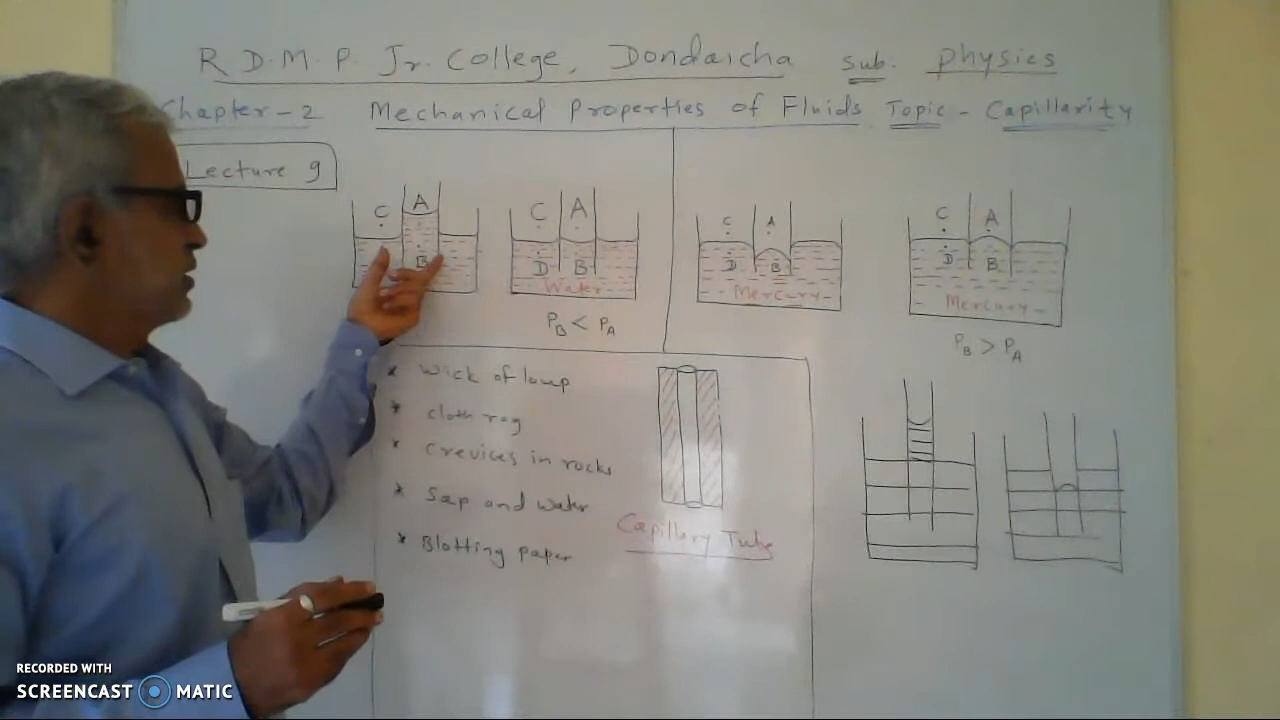 R D. M. P. Jr. College, Dondaicha sub. physics
Chapter-2 Mechanical Properties of Fluids Topic - Capillarity
Lecture 9
C A B
C A D B Water
P_B < P_A
C A D B Mercury
C A D B Mercury
P_B > P_A
* Wick of lamp
* Cloth rag
* Crevices in rocks
* Sap and water
* Blotting paper
Capillary Tube
RECORDED WITH
SCREENCAST MATIC